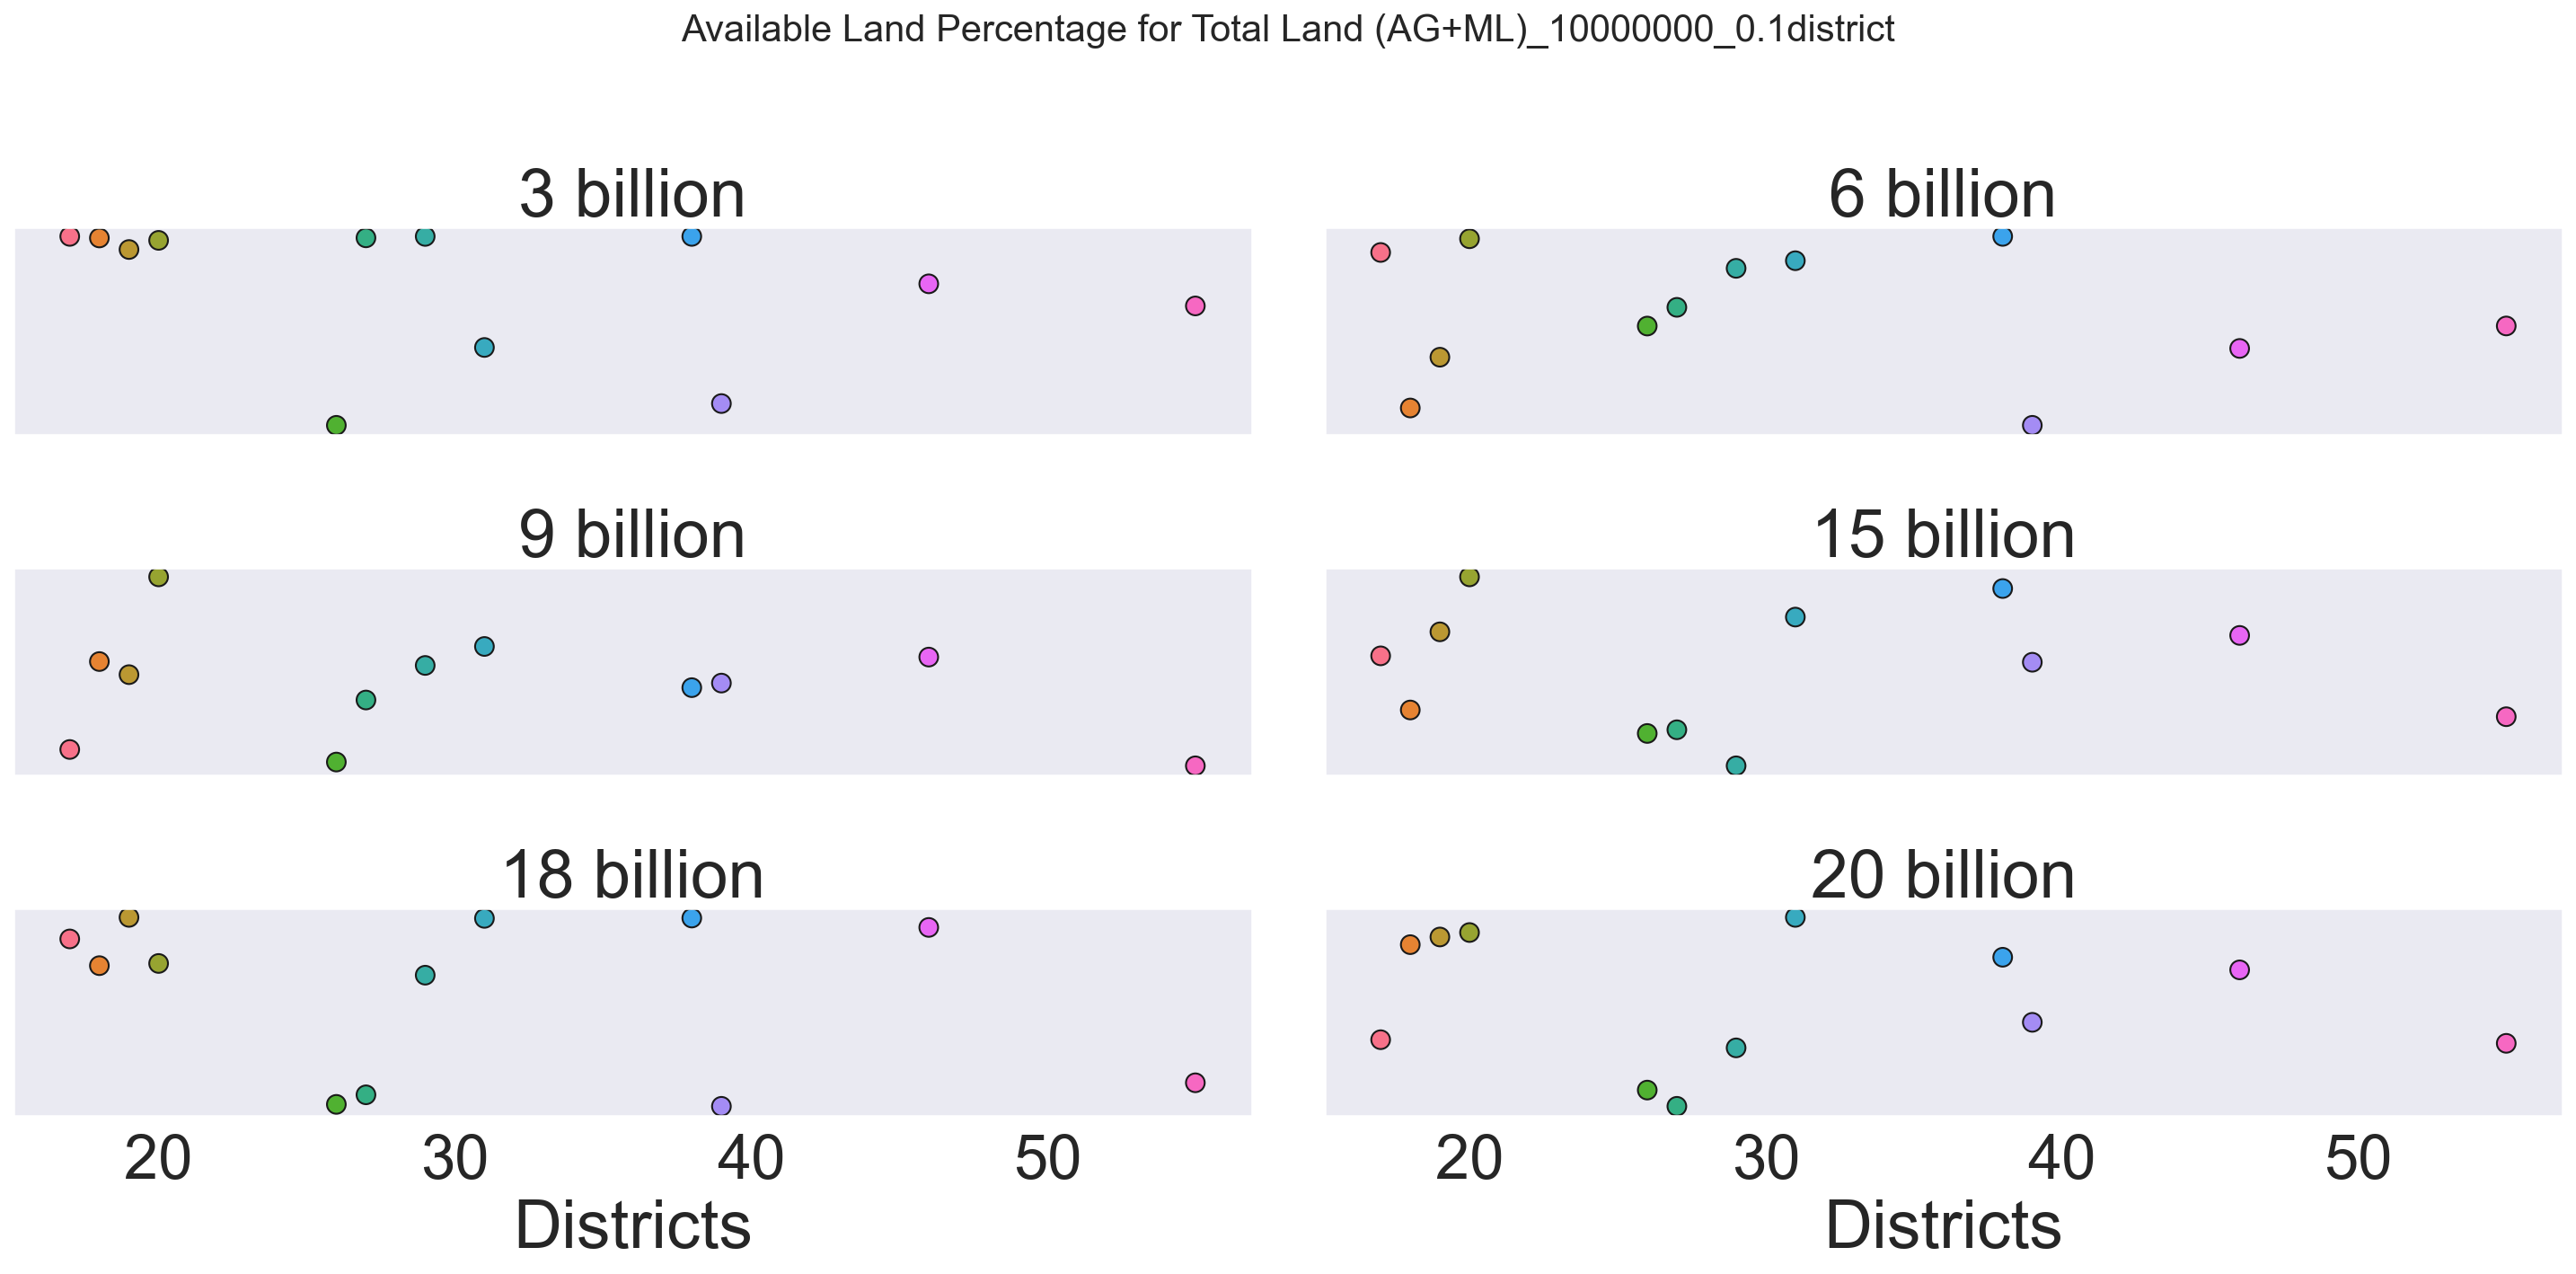 Available Land Percentage for Total Land (AG+ML)_10000000_0.1district
3 billion
6 billion
9 billion
15 billion
18 billion
20 billion
20 30 40 50
20 30 40 50
Districts
Districts